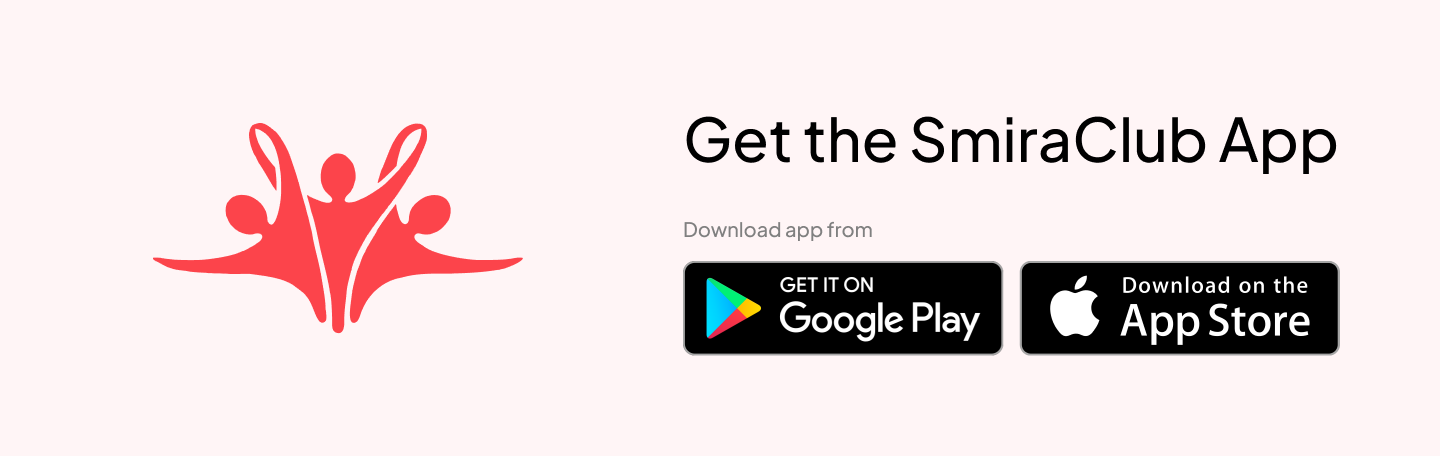 Get the SmiraClub App
Download app from
GET IT ON
Google Play
Download on the
App Store